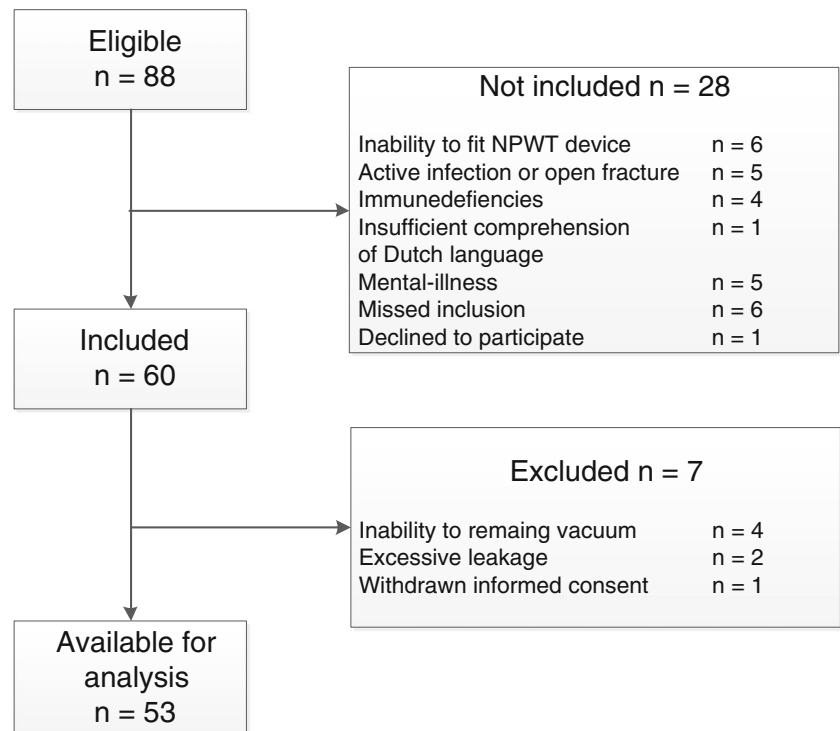 Eligible
n = 88
Not included n = 28
Inability to fit NPWT device n = 6
Active infection or open fracture n = 5
Immunedefiencies n = 4
Insufficient comprehension n = 1
of Dutch language
Mental-illness n = 5
Missed inclusion n = 6
Declined to participate n = 1
Included
n = 60
Excluded n = 7
Inability to remaing vacuum n = 4
Excessive leakage n = 2
Withdrawn informed consent n = 1
Available for
analysis
n = 53